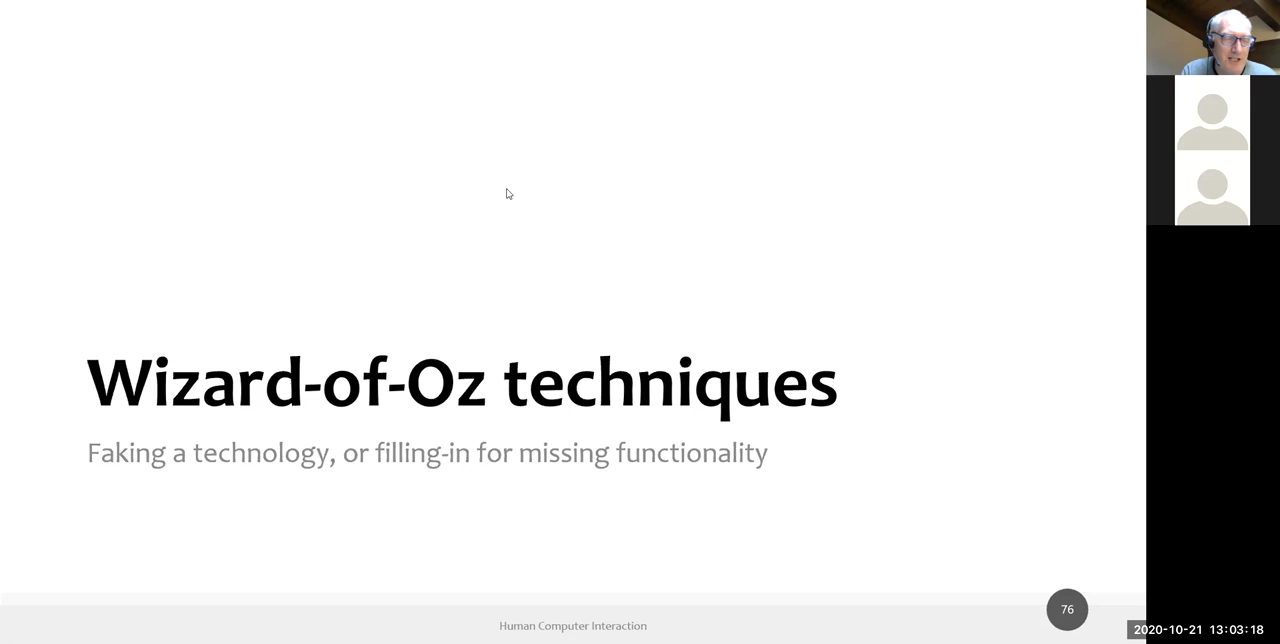 Wizard-of-Oz techniques
Faking a technology, or filling-in for missing functionality
Human Computer Interaction
76
2020-10-21 13:03:18